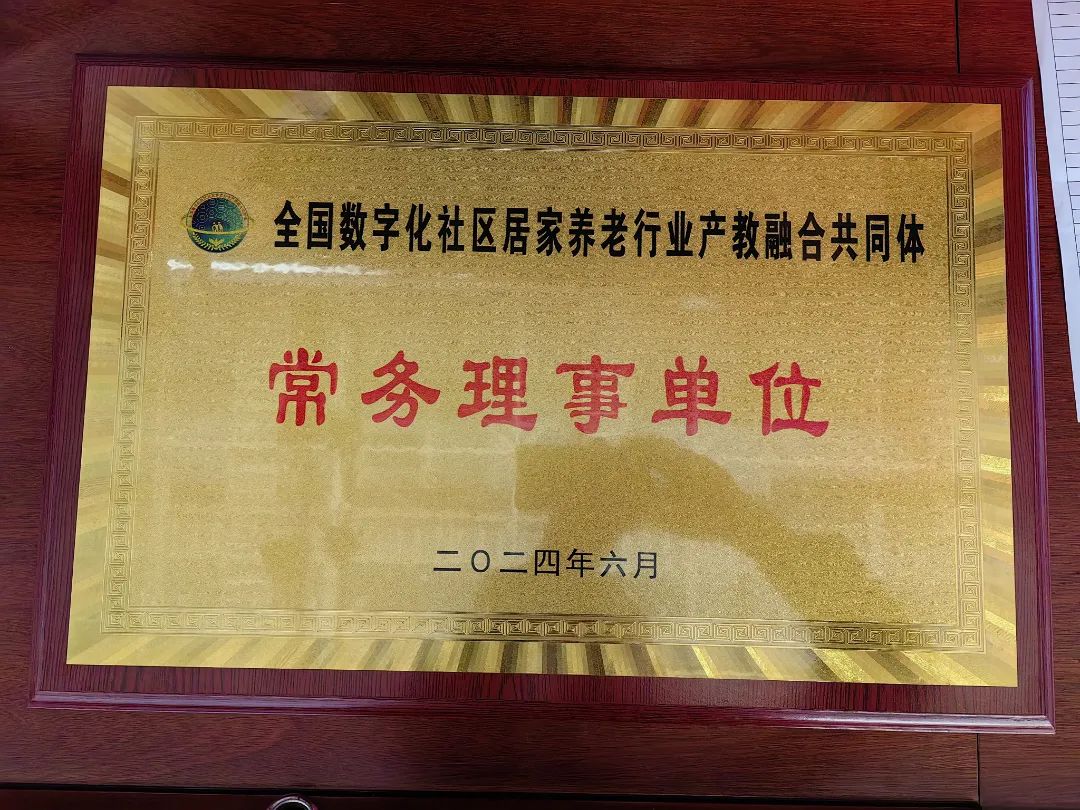 全国数字化社区居家养老行业产教融合共同体
常务理事单位
二〇二四年六月